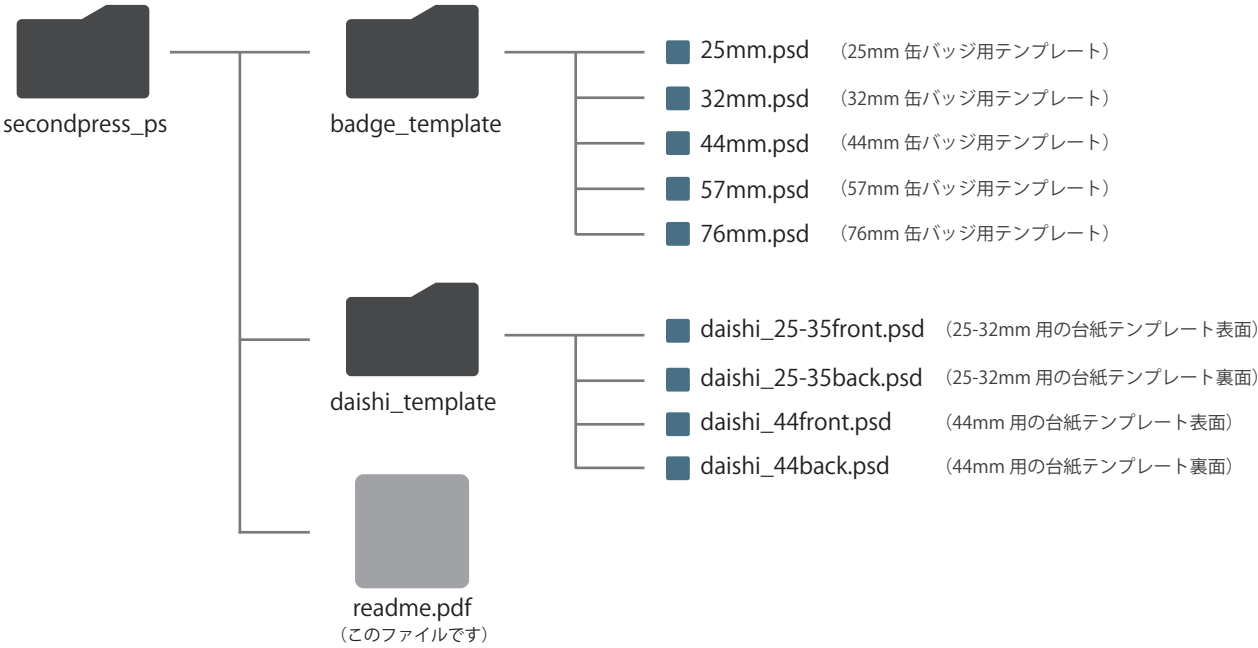 secondpress_ps
badge_template
25mm.psd （25mm 缶バッジ用テンプレート）
32mm.psd （32mm 缶バッジ用テンプレート）
44mm.psd （44mm 缶バッジ用テンプレート）
57mm.psd （57mm 缶バッジ用テンプレート）
76mm.psd （76mm 缶バッジ用テンプレート）
daishi_template
daishi_25-35front.psd （25-32mm 用の台紙テンプレート表面）
daishi_25-35back.psd （25-32mm 用の台紙テンプレート裏面）
daishi_44front.psd （44mm 用の台紙テンプレート表面）
daishi_44back.psd （44mm 用の台紙テンプレート裏面）
readme.pdf
（このファイルです）